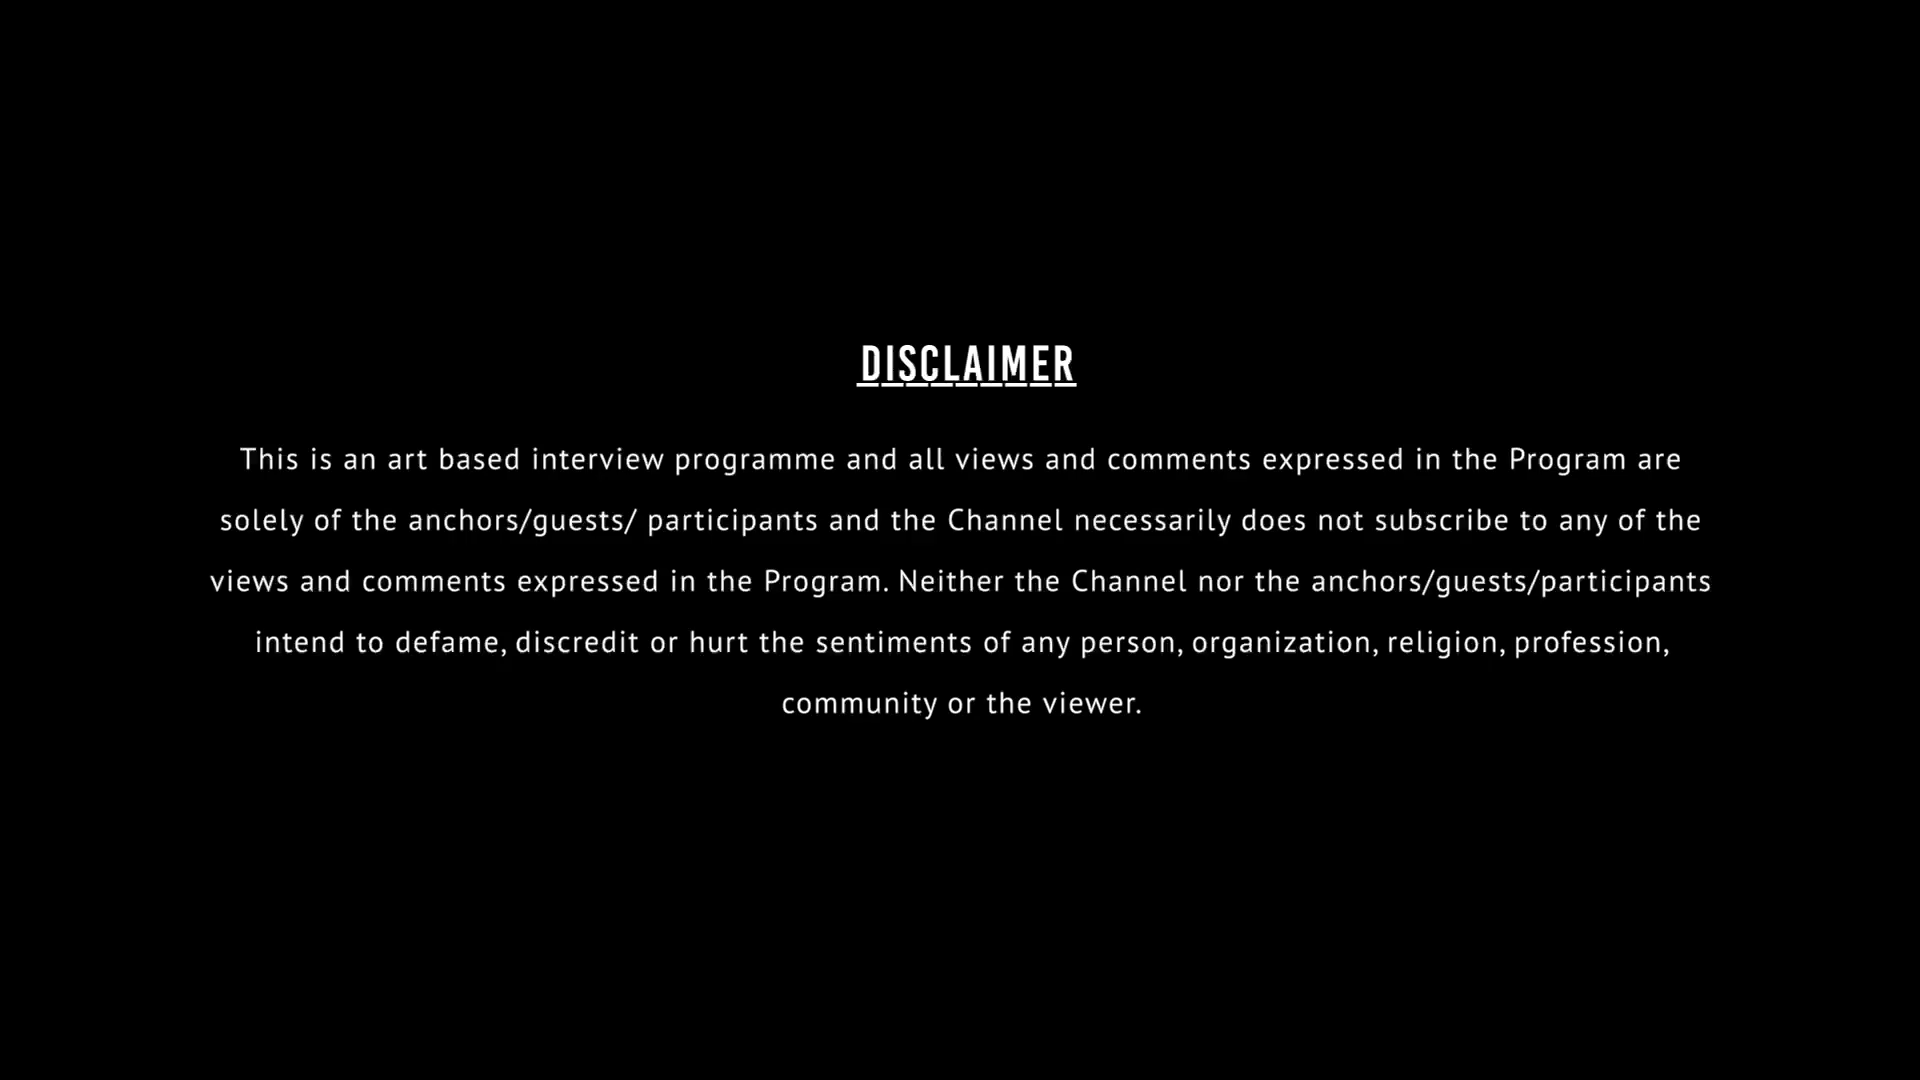 DISCLAIMER
This is an art based interview programme and all views and comments expressed in the Program are
solely of the anchors/guests/ participants and the Channel necessarily does not subscribe to any of the
views and comments expressed in the Program. Neither the Channel nor the anchors/guests/participants
intend to defame, discredit or hurt the sentiments of any person, organization, religion, profession,
community or the viewer.